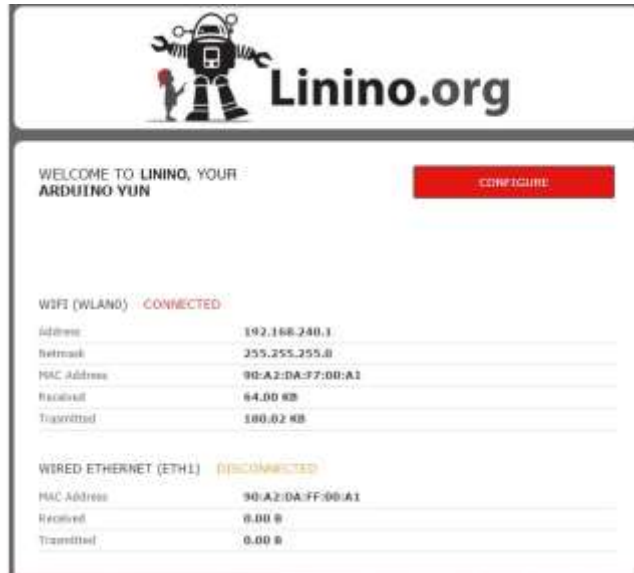 Linino.org
WELCOME TO LININO, YOUR
ARDUINO YUN
CONFIGURE
WIFI (WLAN0) CONNECTED
Address 192.168.240.1
Netmask 255.255.255.0
MAC Address 90:A2:DA:F7:00:A1
Received 64.00 KB
Trasmitted 180.02 KB
WIRED ETHERNET (ETH1) DISCONNECTED
MAC Address 90:A2:DA:FF:00:A1
Received 0.00 B
Trasmitted 0.00 B